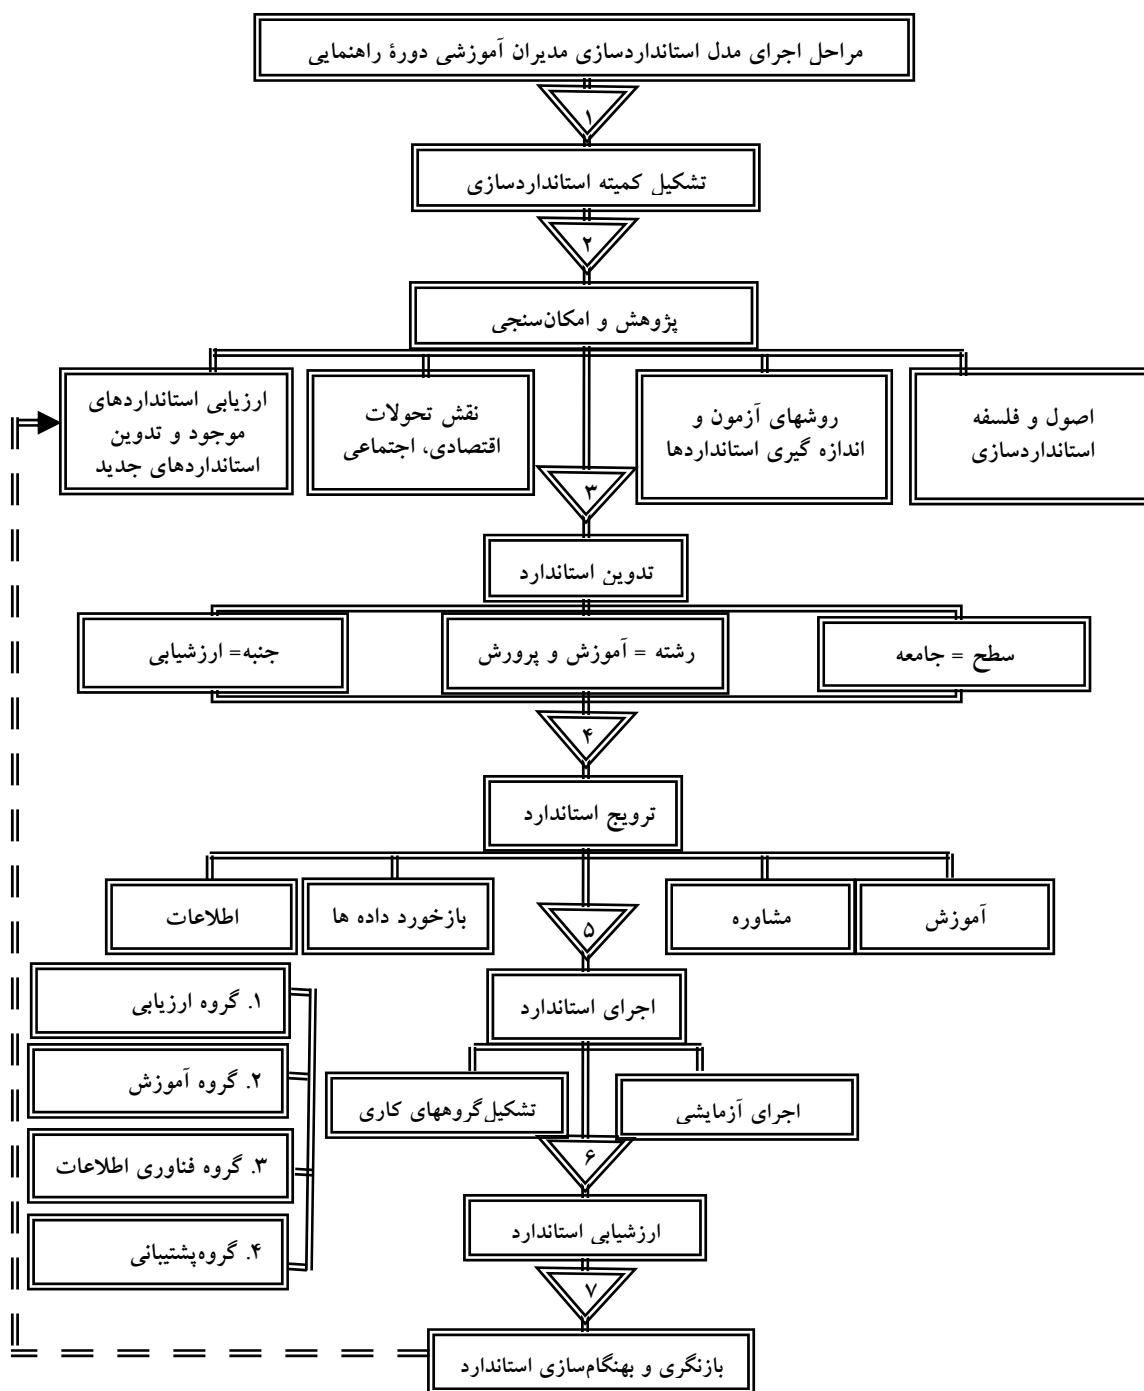 مراحل اجرای مدل استانداردسازی مدیران آموزشی دورۀ راهنمایی
۱
تشکیل کمیته استانداردسازی
۲
پژوهش و امکان‌سنجی
اصول و فلسفه
استانداردسازی
روشهای آزمون و
اندازه گیری استانداردها
نقش تحولات
اقتصادی، اجتماعی
ارزیابی استانداردهای
موجود و تدوین
استانداردهای جدید
۳
تدوین استاندارد
سطح = جامعه
رشته = آموزش و پرورش
جنبه= ارزشیابی
۴
ترویج استاندارد
آموزش
مشاوره
بازخورد داده ها
اطلاعات
۵
اجرای استاندارد
اجرای آزمایشی
تشکیل‌گروههای کاری
۱. گروه ارزیابی
۲. گروه آموزش
۳. گروه فناوری اطلاعات
۴. گروه‌پشتیبانی
۶
ارزشیابی استاندارد
۷
بازنگری و بهنگام‌سازی استاندارد